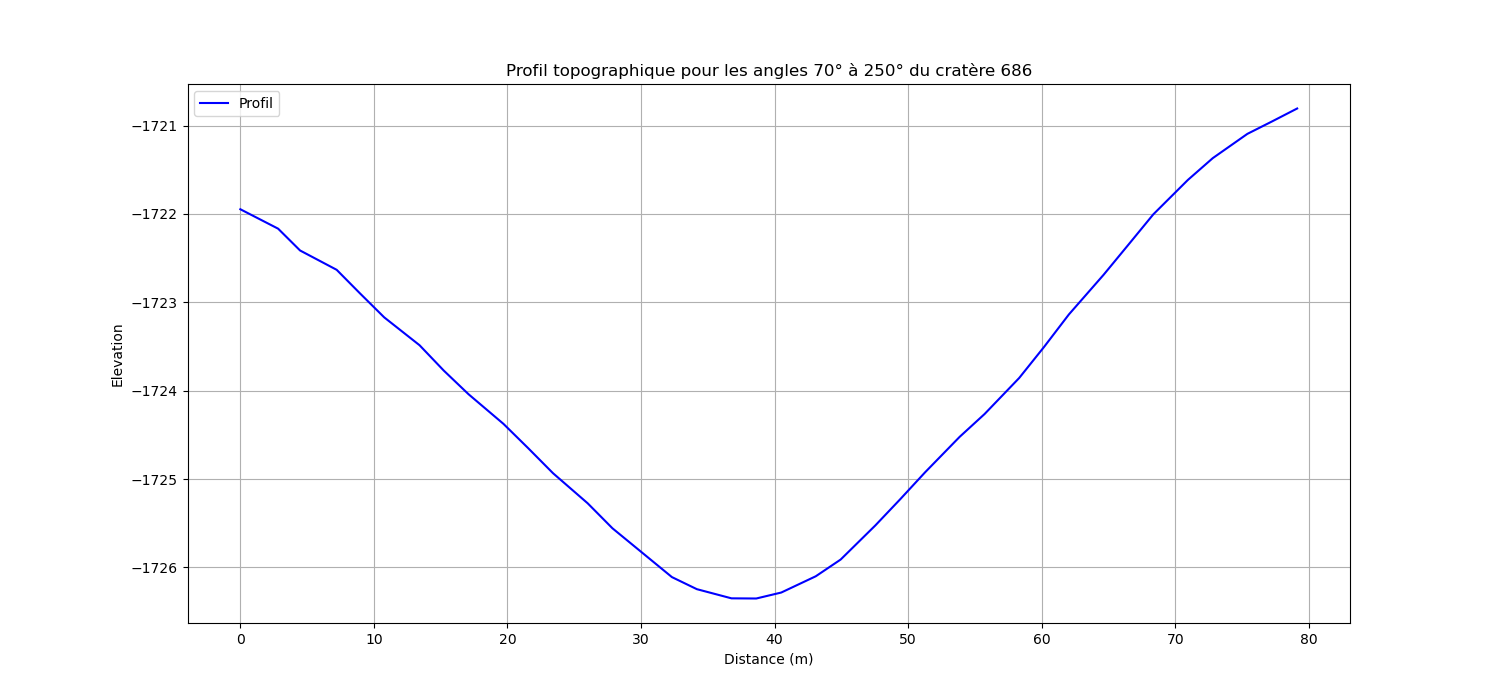 Profil topographique pour les angles 70° à 250° du cratère 686
Profil
−1721
−1722
−1723
−1724
−1725
−1726
Elevation
0 10 20 30 40 50 60 70 80
Distance (m)